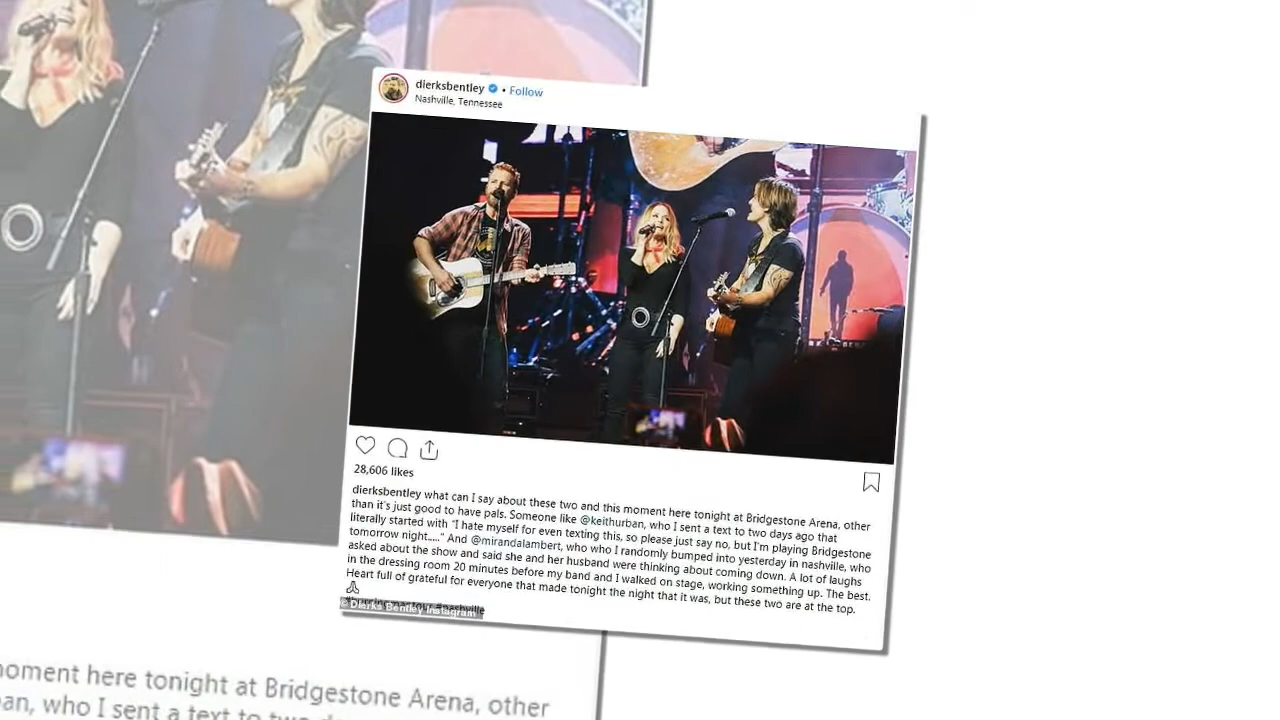 dierksbentley • Follow
Nashville, Tennessee
28,606 likes
dierksbentley what can I say about these two and this moment here tonight at Bridgestone Arena, other
than it's just good to have pals. Someone like @keithurban, who I sent a text to two days ago that
literally started with "I hate myself for even texting this, so please just say no, but I'm playing Bridgestone
tomorrow night....." And @mirandalambert, who who I randomly bumped into yesterday in nashville, who
asked about the show and said she and her husband were thinking about coming down. A lot of laughs
in the dressing room 20 minutes before my band and I walked on stage, working something up. The best.
Heart full of grateful for everyone that made tonight the night that it was, but these two are at the top.
#nashville
© Dierks Bentley Instagram
moment here tonight at Bridgestone Arena, other
who I sent a text to two